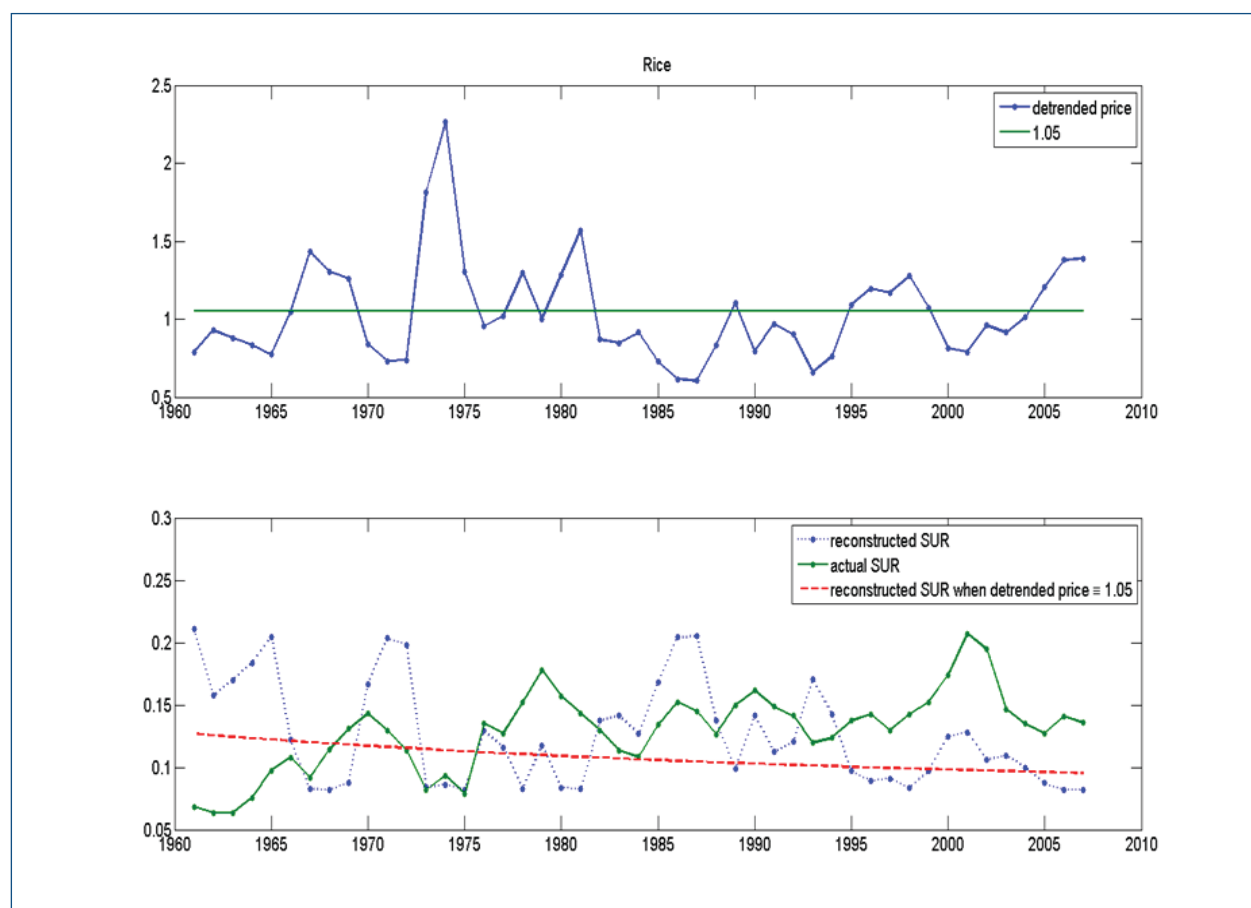 Rice
2.5
2
1.5
1
0.5
detrended price
1.05
1960 1965 1970 1975 1980 1985 1990 1995 2000 2005 2010
0.3
0.25
0.2
0.15
0.1
0.05
reconstructed SUR
actual SUR
reconstructed SUR when detrended price ≡ 1.05
1960 1965 1970 1975 1980 1985 1990 1995 2000 2005 2010